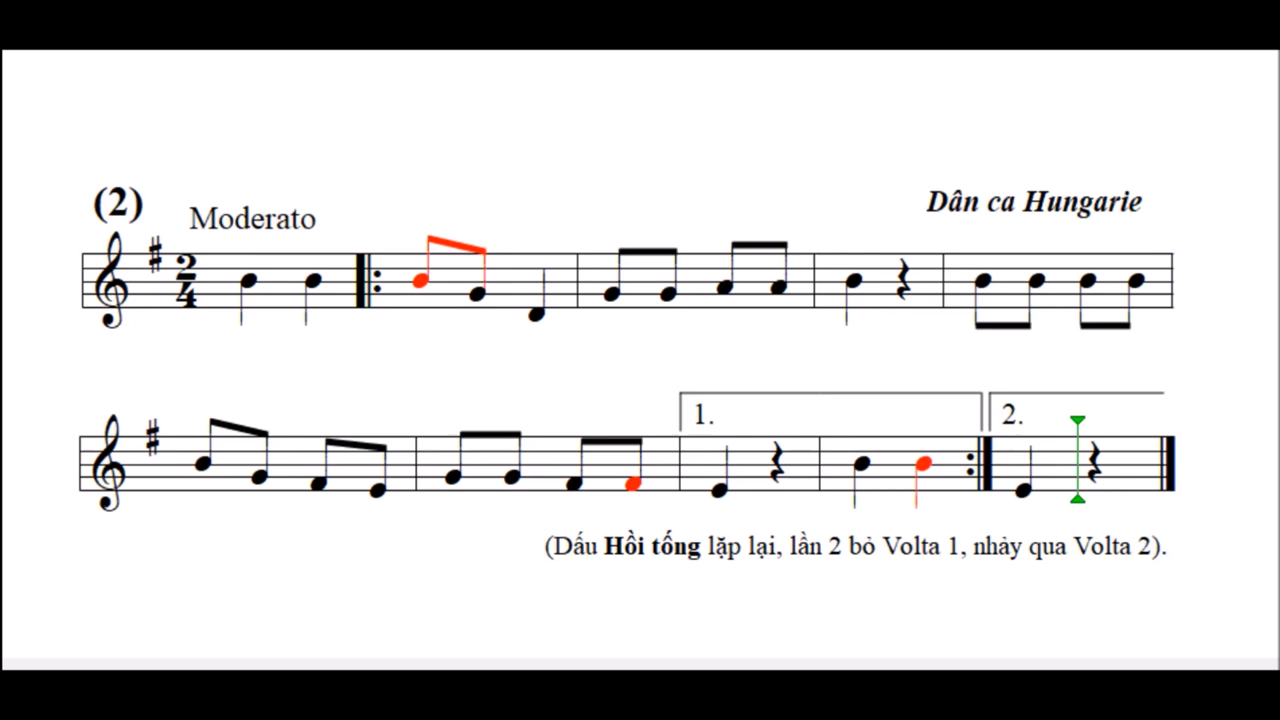 (2)
Moderato
Dân ca Hungarie
2
4
1.
2.
(Dấu Hồi tống lặp lại, lần 2 bỏ Volta 1, nhảy qua Volta 2).